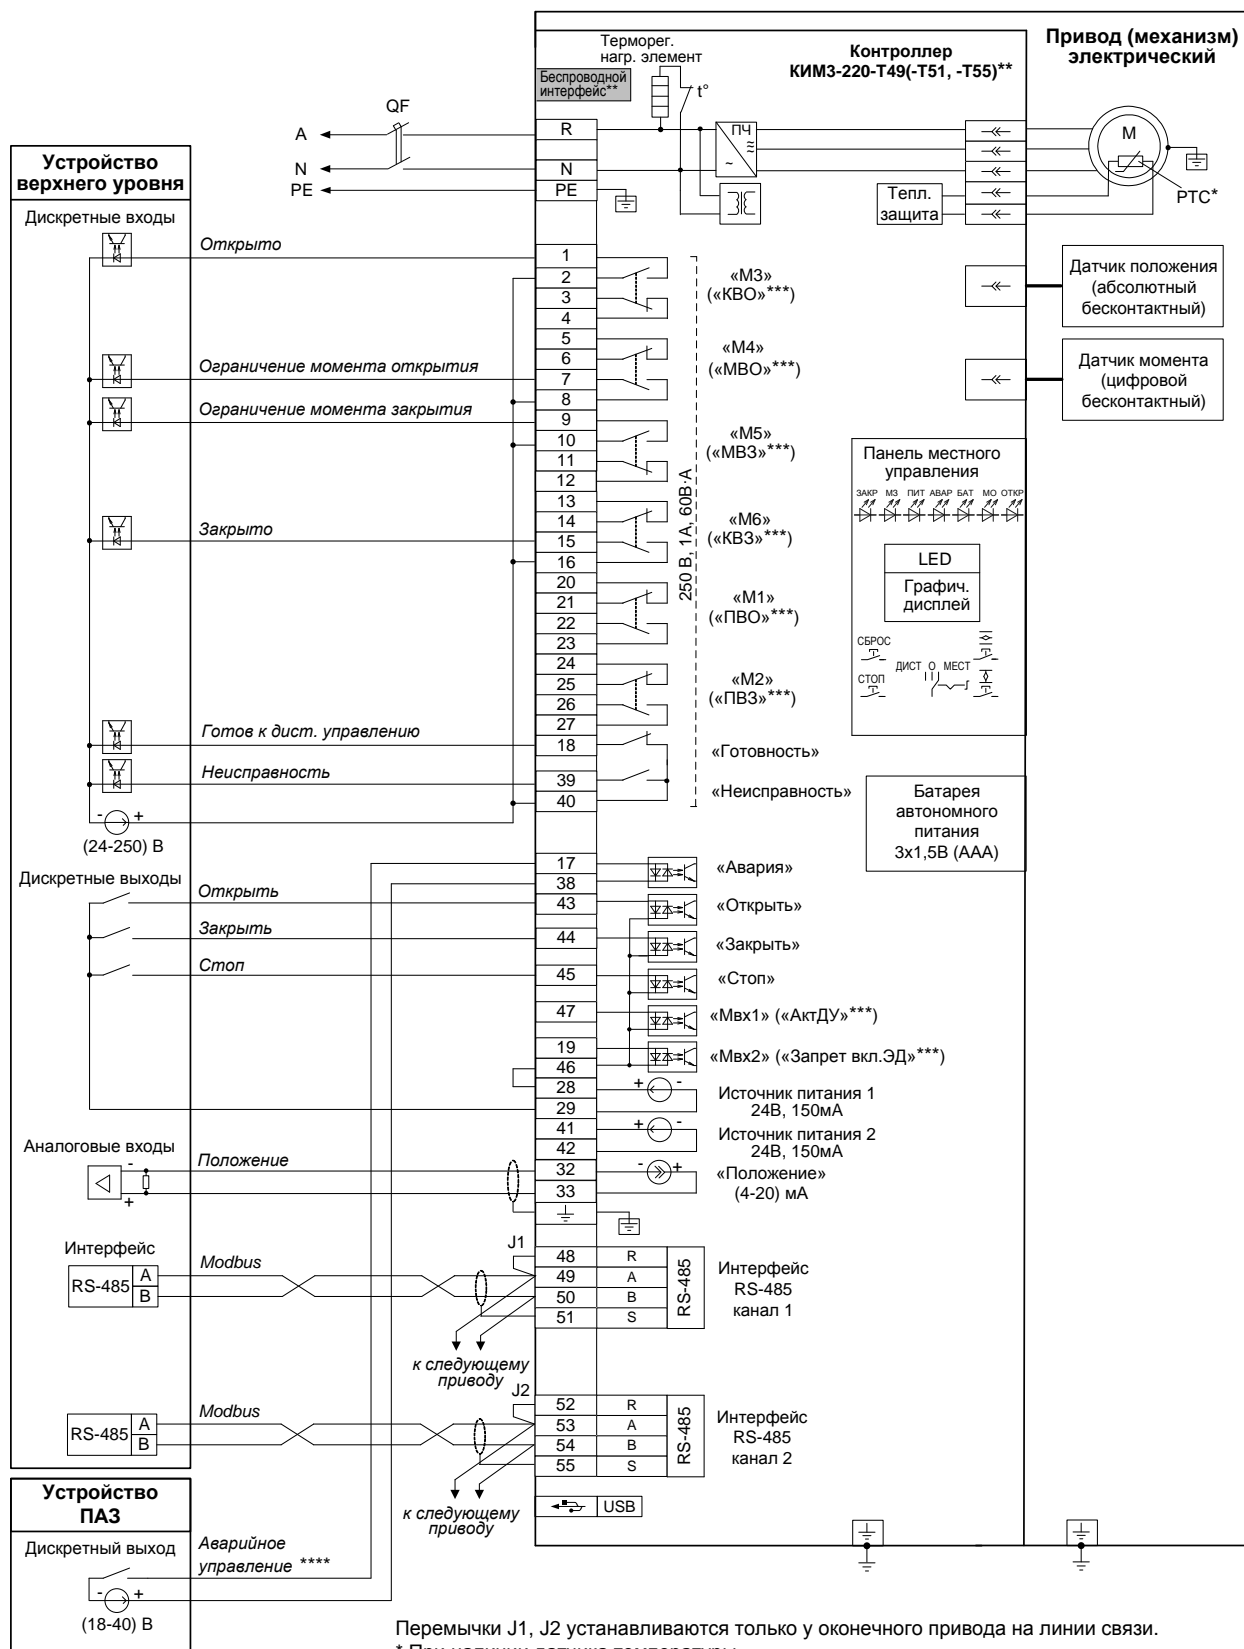 Контроллер
КИМ3-220-Т49(-Т51, -Т55)**
Привод (механизм)
электрический
Терморег.
нагр. элемент
t°
Беспроводной
интерфейс**
QF
A
N
PE
R
N
PE
ПЧ
≈
~
M
PTC*
Тепл.
защита
Датчик положения
(абсолютный
бесконтактный)
Датчик момента
(цифровой
бесконтактный)
Устройство
верхнего уровня
Дискретные входы
Открыто
Ограничение момента открытия
Ограничение момента закрытия
Закрыто
Готов к дист. управлению
Неисправность
- +
(24-250) В
1
2
3
4
5
6
7
8
9
10
11
12
13
14
15
16
20
21
22
23
24
25
26
27
18
39
40
«М3»
(«КВО»***)
«М4»
(«МВО»***)
«М5»
(«МВЗ»***)
«М6»
(«КВЗ»***)
«М1»
(«ПВО»***)
«М2»
(«ПВЗ»***)
«Готовность»
«Неисправность»
250 В, 1А, 60В·А
Панель местного
управления
ЗАКР МЗ ПИТ АВАР БАТ МО ОТКР
LED
Графич.
дисплей
СБРОС
СТОП
ДИСТ О МЕСТ
Батарея
автономного
питания
3x1,5В (ААА)
Дискретные выходы
Открыть
Закрыть
Стоп
17
38
43
44
45
47
19
46
28
29
41
42
32
33
«Авария»
«Открыть»
«Закрыть»
«Стоп»
«Мвх1» («АктДУ»***)
«Мвх2» («Запрет вкл.ЭД»***)
+ -
Источник питания 1
24В, 150мА
+ -
Источник питания 2
24В, 150мА
- +
«Положение»
(4-20) мА
Аналоговые входы
-
+
Положение
Интерфейс
RS-485
A
B
Modbus
J1
48 R
49 A
50 B
51 S
RS-485
Интерфейс
RS-485
канал 1
к следующему
приводу
RS-485
A
B
Modbus
J2
52 R
53 A
54 B
55 S
RS-485
Интерфейс
RS-485
канал 2
к следующему
приводу
USB
Устройство
ПАЗ
Дискретный выход
- +
(18-40) В
Аварийное
управление ****
Перемычки J1, J2 устанавливаются только у оконечного привода на линии связи.
* При наличии датчика температуры